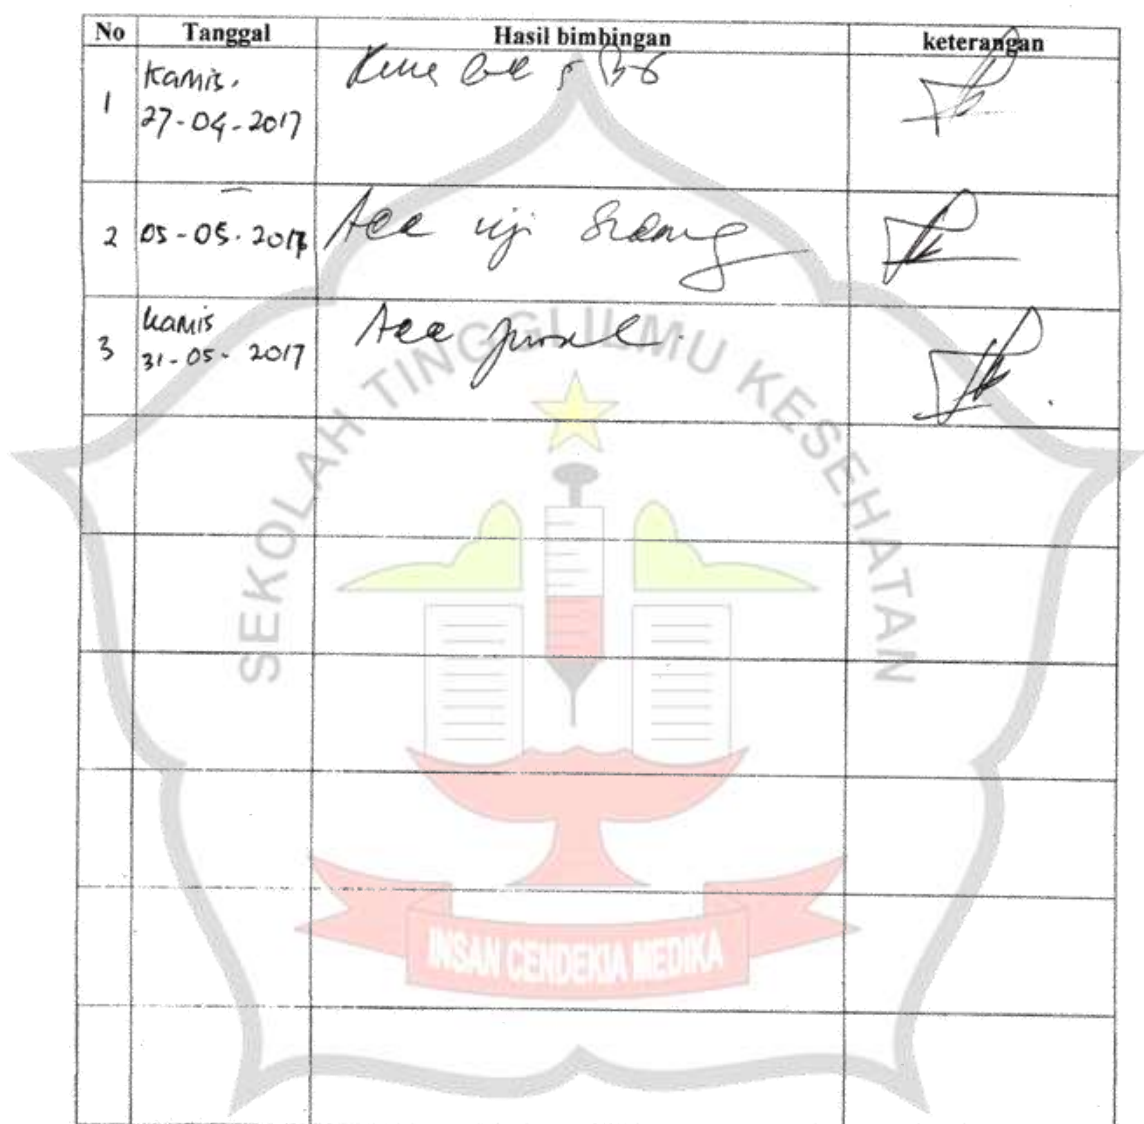 No Tanggal Hasil bimbingan keterangan
1 Kamis.
27-04-2017
2 05-05-2017 Acc uji Sidang
3 Kamis
31-05-2017 Acc
SEKOLAH TINGGI ILMU KESEHATAN
INSAN CENDEKIA MEDIKA